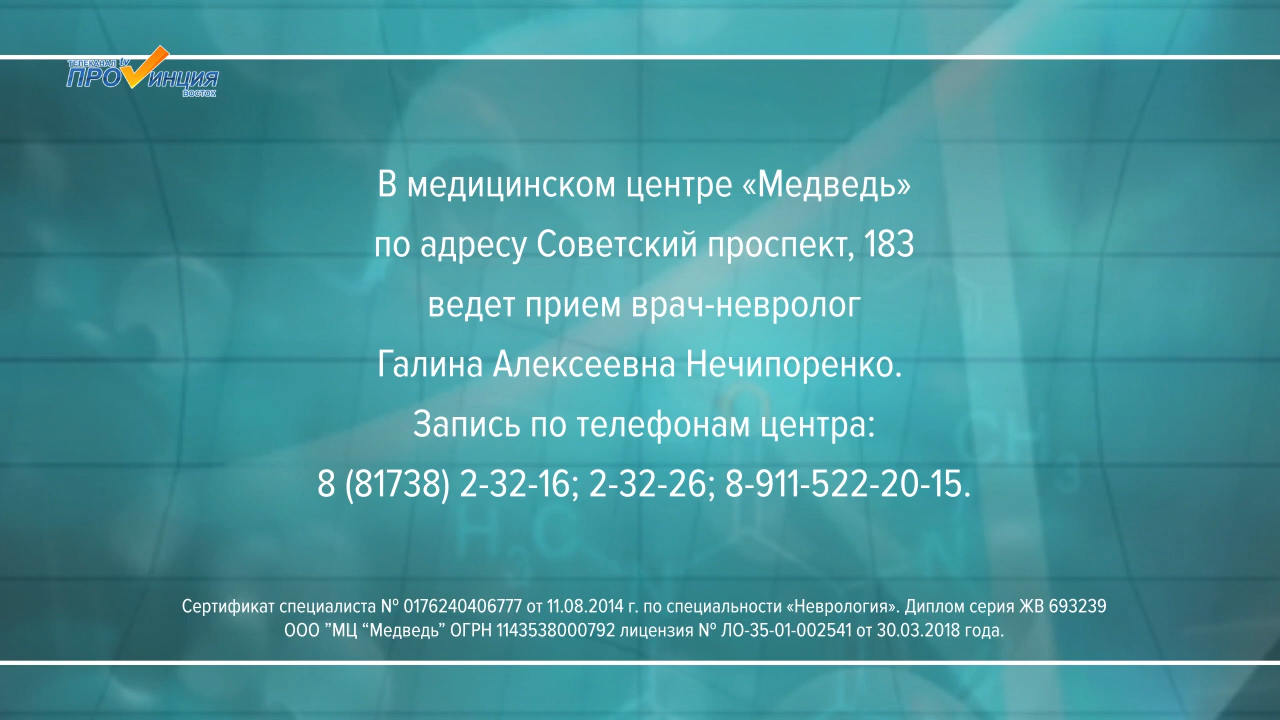 ТЕЛЕКАНАЛ tv
ПРОВИНЦИЯ
ВОСТОК
В медицинском центре «Медведь»
по адресу Советский проспект, 183
ведет прием врач-невролог
Галина Алексеевна Нечипоренко.
Запись по телефонам центра:
8 (81738) 2-32-16; 2-32-26; 8-911-522-20-15.
CH3
H3C
N
N
Сертификат специалиста № 0176240406777 от 11.08.2014 г. по специальности «Неврология». Диплом серия ЖВ 693239
ООО ”МЦ “Медведь” ОГРН 1143538000792 лицензия № ЛО-35-01-002541 от 30.03.2018 года.